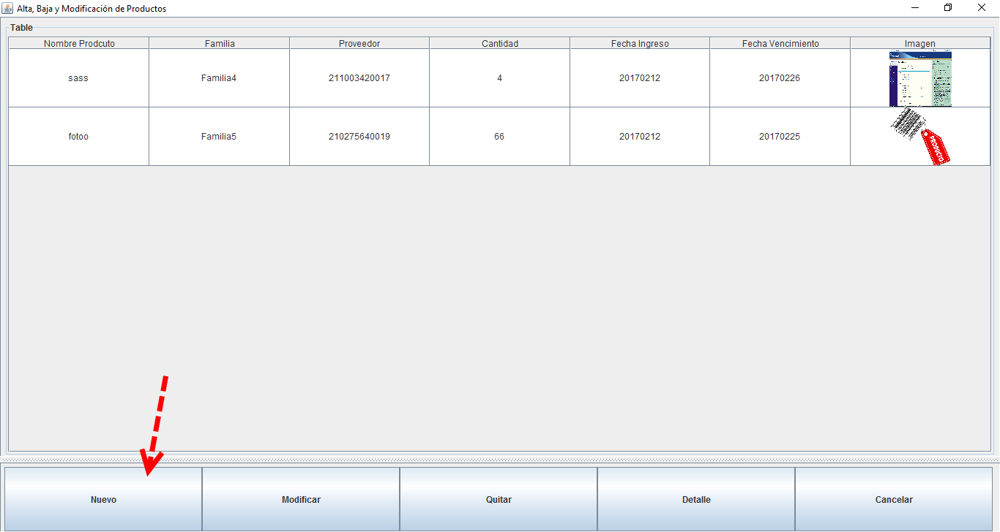 Alta, Baja y Modificación de Productos
Table
Nombre Prodcuto Familia Proveedor Cantidad Fecha Ingreso Fecha Vencimiento Imagen
sass Familia4 211003420017 4 20170212 20170226
fotoo Familia5 210275640019 66 20170212 20170225
PRODUCTO
Nuevo Modificar Quitar Detalle Cancelar